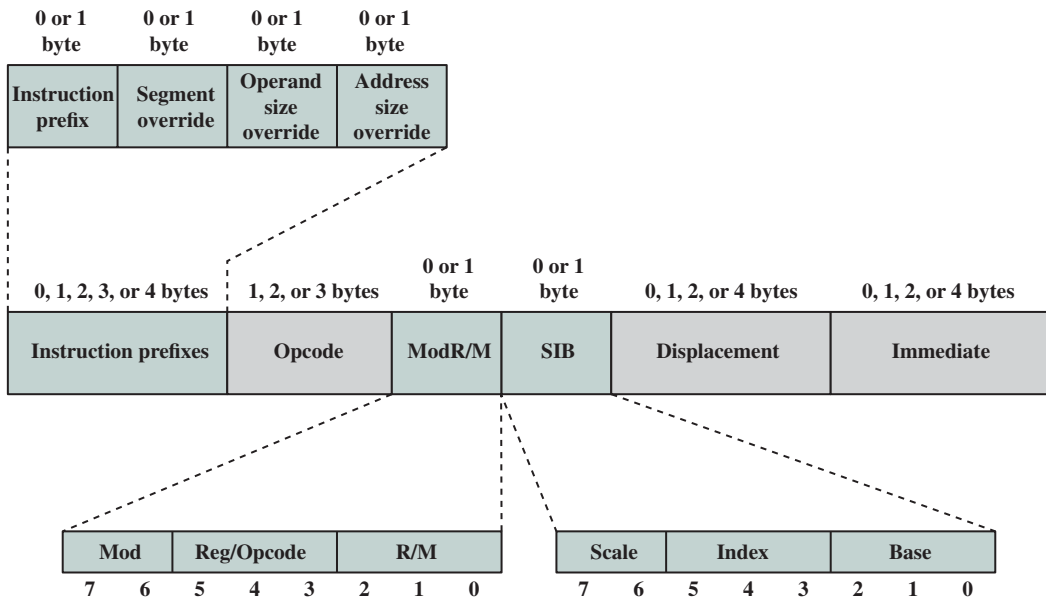 0 or 1 byte
0 or 1 byte
0 or 1 byte
0 or 1 byte
Instruction prefix
Segment override
Operand size override
Address size override
0, 1, 2, 3, or 4 bytes
1, 2, or 3 bytes
0 or 1 byte
0 or 1 byte
0, 1, 2, or 4 bytes
0, 1, 2, or 4 bytes
Instruction prefixes
Opcode
ModR/M
SIB
Displacement
Immediate
Mod
Reg/Opcode
R/M
Scale
Index
Base
7 6 5 4 3 2 1 0
7 6 5 4 3 2 1 0